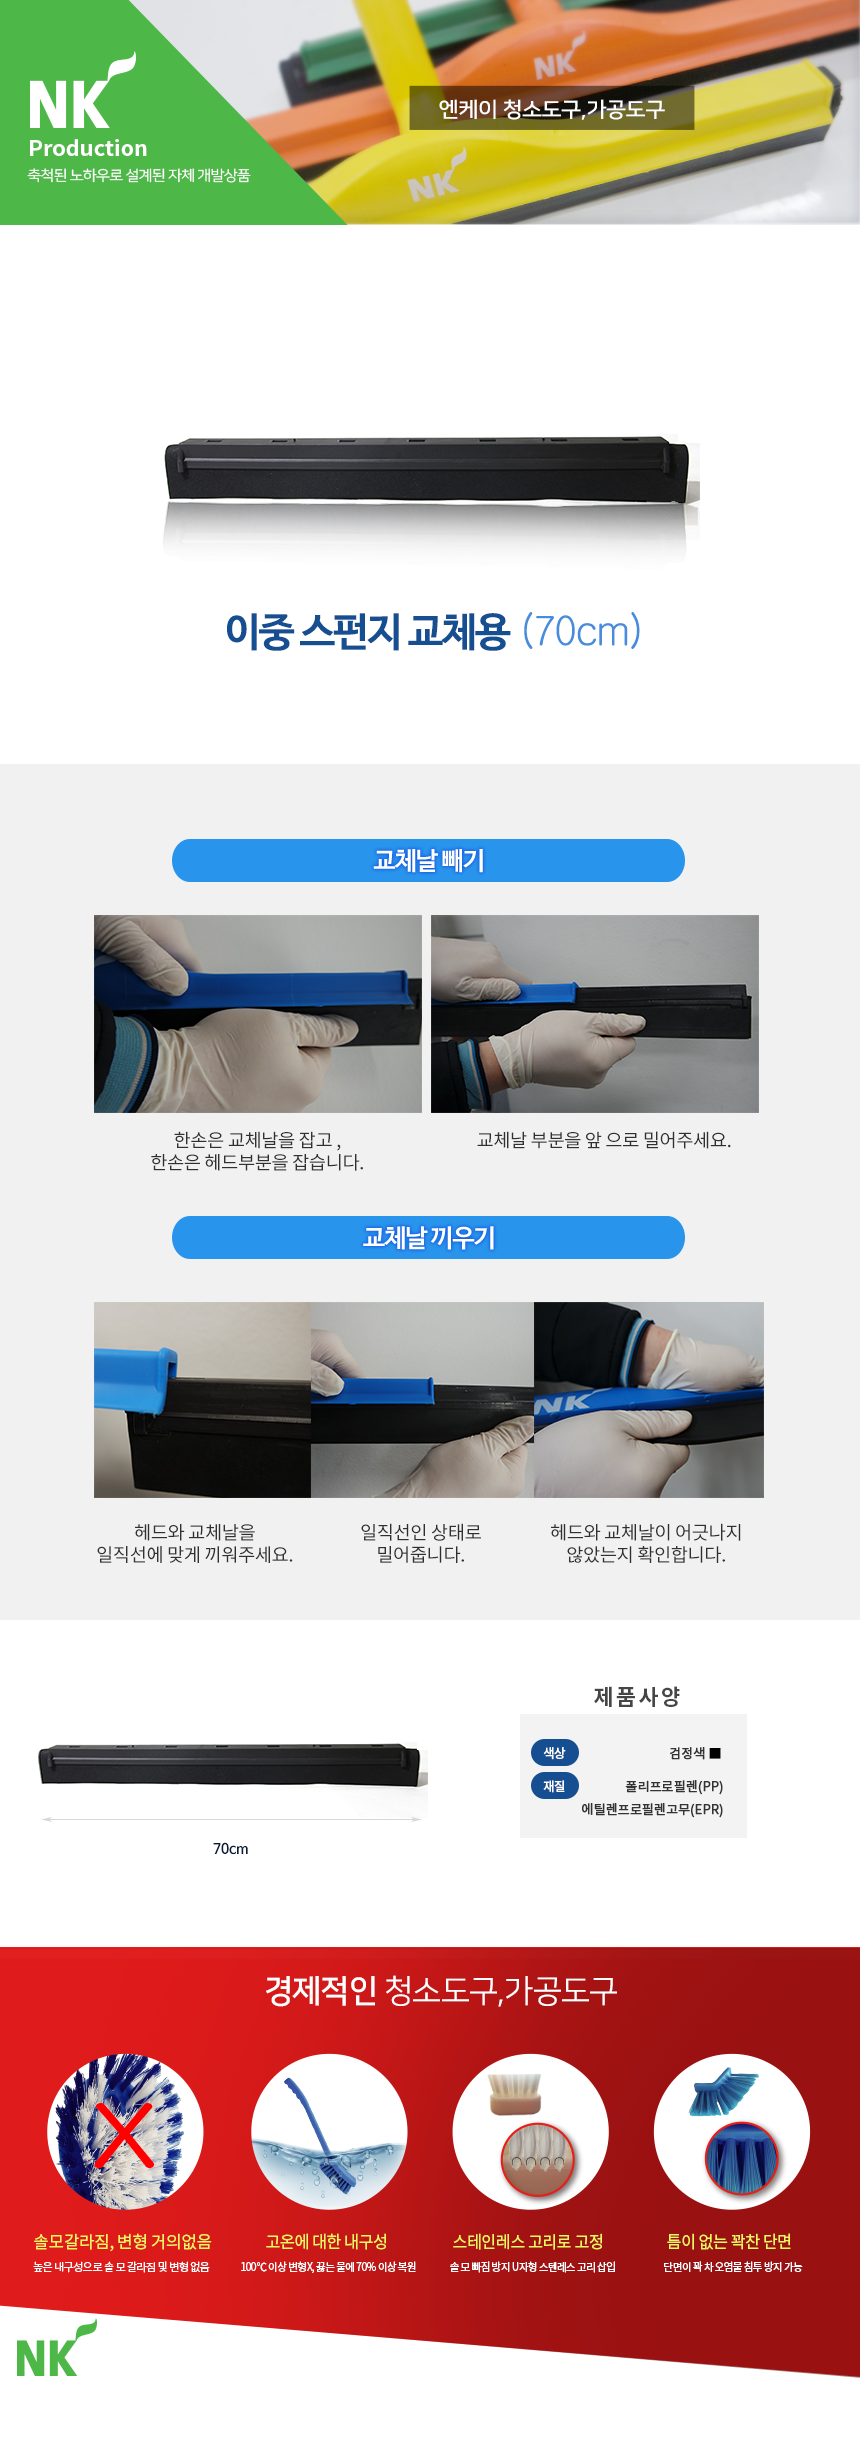 NK
Production
축척된 노하우로 설계된 자체 개발상품
NK
엔케이 청소도구,가공도구
NK
이중 스펀지 교체용 (70cm)
교체날 빼기
한손은 교체날을 잡고 ,
한손은 헤드부분을 잡습니다.
교체날 부분을 앞 으로 밀어주세요.
교체날 끼우기
NK
헤드와 교체날을
일직선에 맞게 끼워주세요.
일직선인 상태로
밀어줍니다.
헤드와 교체날이 어긋나지
않았는지 확인합니다.
70cm
제품사양
색상 검정색 ■
재질 폴리프로필렌(PP)
에틸렌프로필렌고무(EPR)
경제적인 청소도구,가공도구
솔모갈라짐, 변형 거의없음
높은 내구성으로 솔 모 갈라짐 및 변형 없음
고온에 대한 내구성
100℃ 이상 변형X, 끓는 물에 70% 이상 복원
스테인레스 고리로 고정
솔 모 빠짐 방지 U자형 스텐레스 고리 삽입
틈이 없는 꽉찬 단면
단면이 꽉 차 오염물 침투 방지 가능
NK